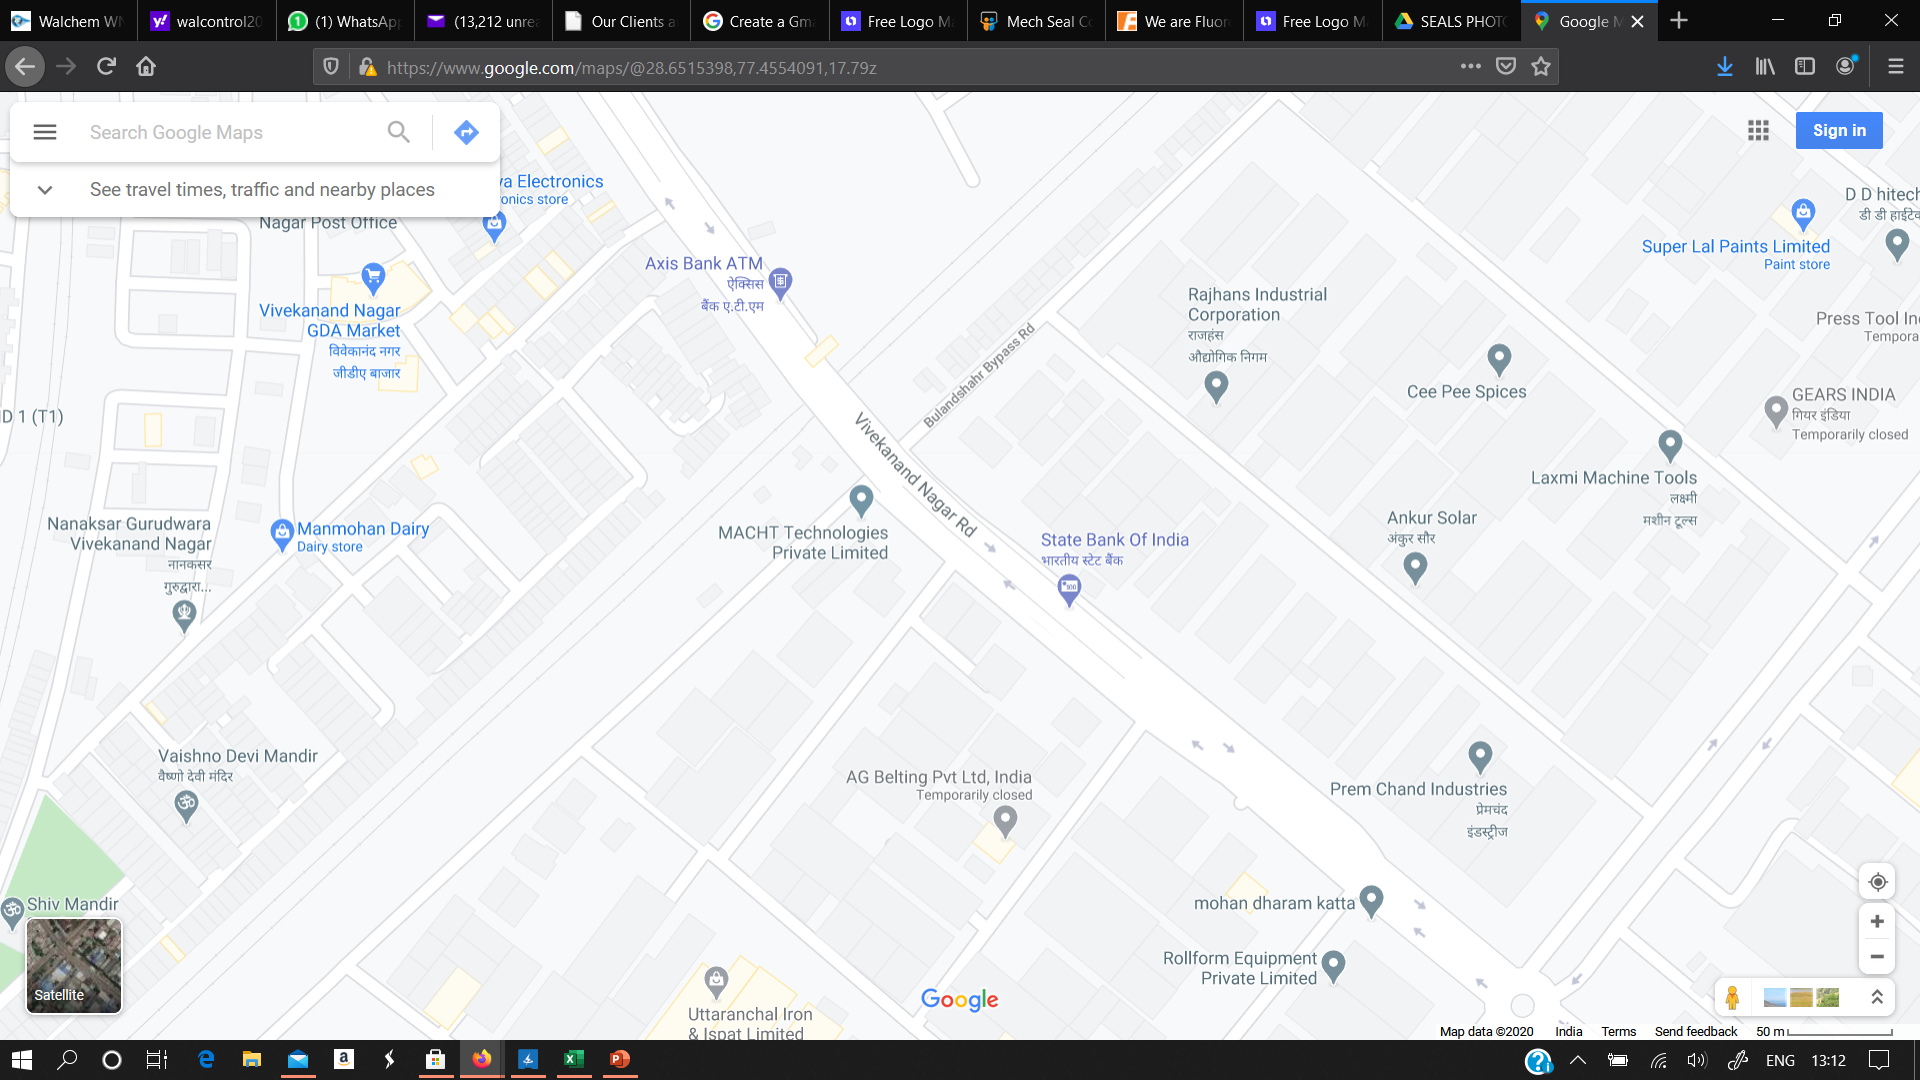 Walchem WN
walcontrol20
(1) WhatsApp
(13,212 unre
Our Clients a
Create a Gma
Free Logo Ma
Mech Seal Co
We are Fluor
Free Logo M
SEALS PHOTO
Google M
https://www.google.com/maps/@28.6515398,77.4554091,17.79z
Search Google Maps
Sign in
See travel times, traffic and nearby places
ya Electronics
onics store
Nagar Post Office
D D hitech
डी डी हाईटेक
Super Lal Paints Limited
Paint store
Axis Bank ATM
ऐक्सिस
बैंक ए.टी.एम
Vivekanand Nagar
GDA Market
विवेकानंद नगर
जीडीए बाजार
Rajhans Industrial
Corporation
राजहंस
औद्योगिक निगम
Press Tool In
Tempora
Bulandshahr Bypass Rd
Cee Pee Spices
GEARS INDIA
गियर इंडिया
Temporarily closed
D 1 (T1)
Vivekanand Nagar Rd
Laxmi Machine Tools
लक्ष्मी
मशीन टूल्स
Nanaksar Gurudwara
Vivekanand Nagar
नानकसर
गुरुद्वारा...
Manmohan Dairy
Dairy store
MACHT Technologies
Private Limited
State Bank Of India
भारतीय स्टेट बैंक
Ankur Solar
अंकुर सौर
Vaishno Devi Mandir
वैष्णो देवी मंदिर
AG Belting Pvt Ltd, India
Temporarily closed
Prem Chand Industries
प्रेमचंद
इंडस्ट्रीज
Shiv Mandir
mohan dharam katta
Rollform Equipment
Private Limited
Satellite
Uttaranchal Iron
& Ispat Limited
Google
Map data ©2020
India
Terms
Send feedback
50 m
ENG
13:12